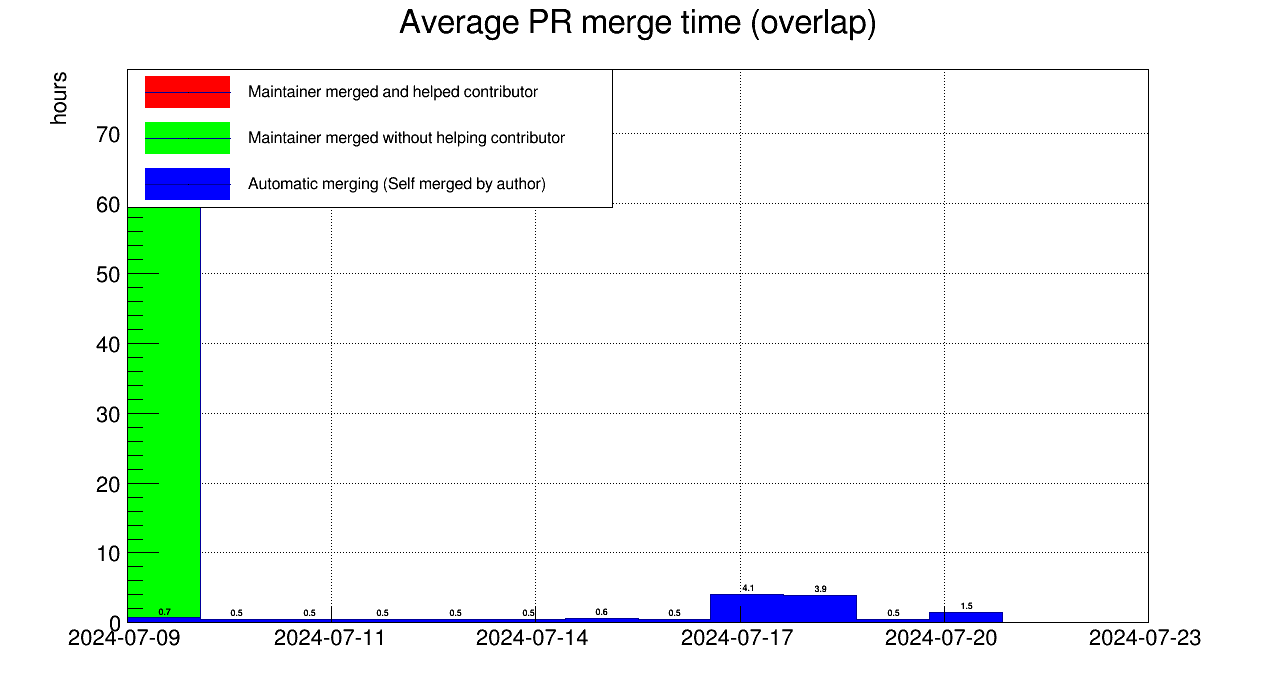 Average PR merge time (overlap)
hours
Maintainer merged and helped contributor
Maintainer merged without helping contributor
Automatic merging (Self merged by author)
70
60
50
40
30
20
10
0
0.7 0.5 0.5 0.5 0.5 0.5 0.6 0.5 4.1 3.9 0.5 1.5
2024-07-09 2024-07-11 2024-07-14 2024-07-17 2024-07-20 2024-07-23